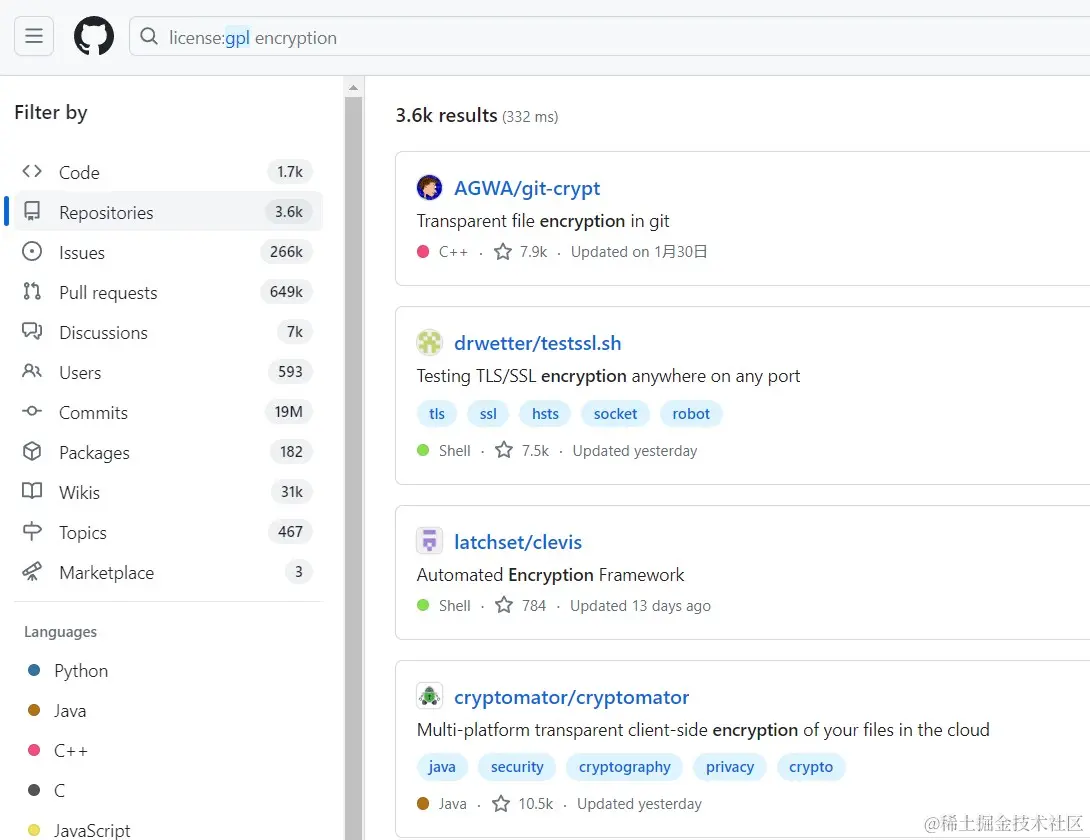 license:gpl encryption
Filter by
Code 1.7k
Repositories 3.6k
Issues 266k
Pull requests 649k
Discussions 7k
Users 593
Commits 19M
Packages 182
Wikis 31k
Topics 467
Marketplace 3
Languages
Python
Java
C++
C
JavaScript
3.6k results (332 ms)
AGWA/git-crypt
Transparent file encryption in git
C++ · 7.9k · Updated on 1月30日
drwetter/testssl.sh
Testing TLS/SSL encryption anywhere on any port
tls ssl hsts socket robot
Shell · 7.5k · Updated yesterday
latchset/clevis
Automated Encryption Framework
Shell · 784 · Updated 13 days ago
cryptomator/cryptomator
Multi-platform transparent client-side encryption of your files in the cloud
java security cryptography privacy crypto
Java · 10.5k · Updated yesterday
@稀土掘金技术社区